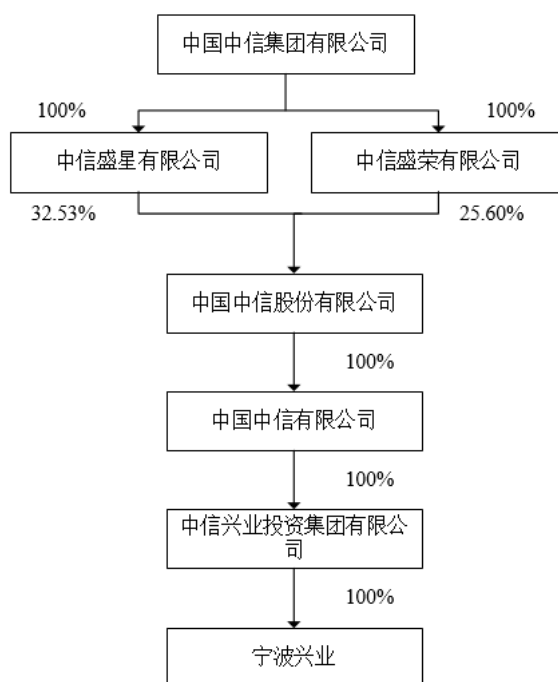 中国中信集团有限公司
100%
100%
中信盛星有限公司
中信盛荣有限公司
32.53%
25.60%
中国中信股份有限公司
100%
中国中信有限公司
100%
中信兴业投资集团有限公
司
100%
宁波兴业